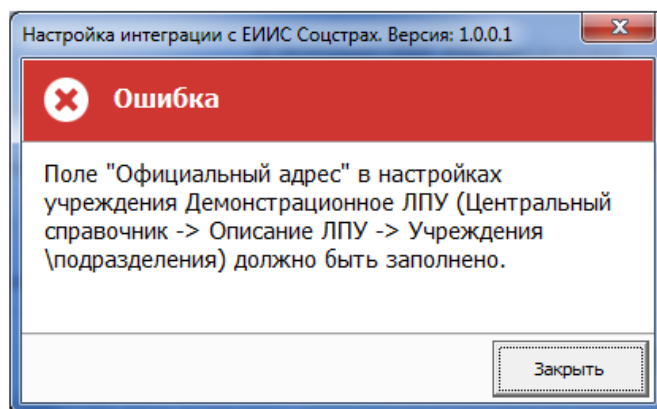 Настройка интеграции с ЕИИС Соцстрах. Версия: 1.0.0.1
Ошибка
Поле "Официальный адрес" в настройках
учреждения Демонстрационное ЛПУ (Центральный
справочник -> Описание ЛПУ -> Учреждения
\подразделения) должно быть заполнено.
Закрыть